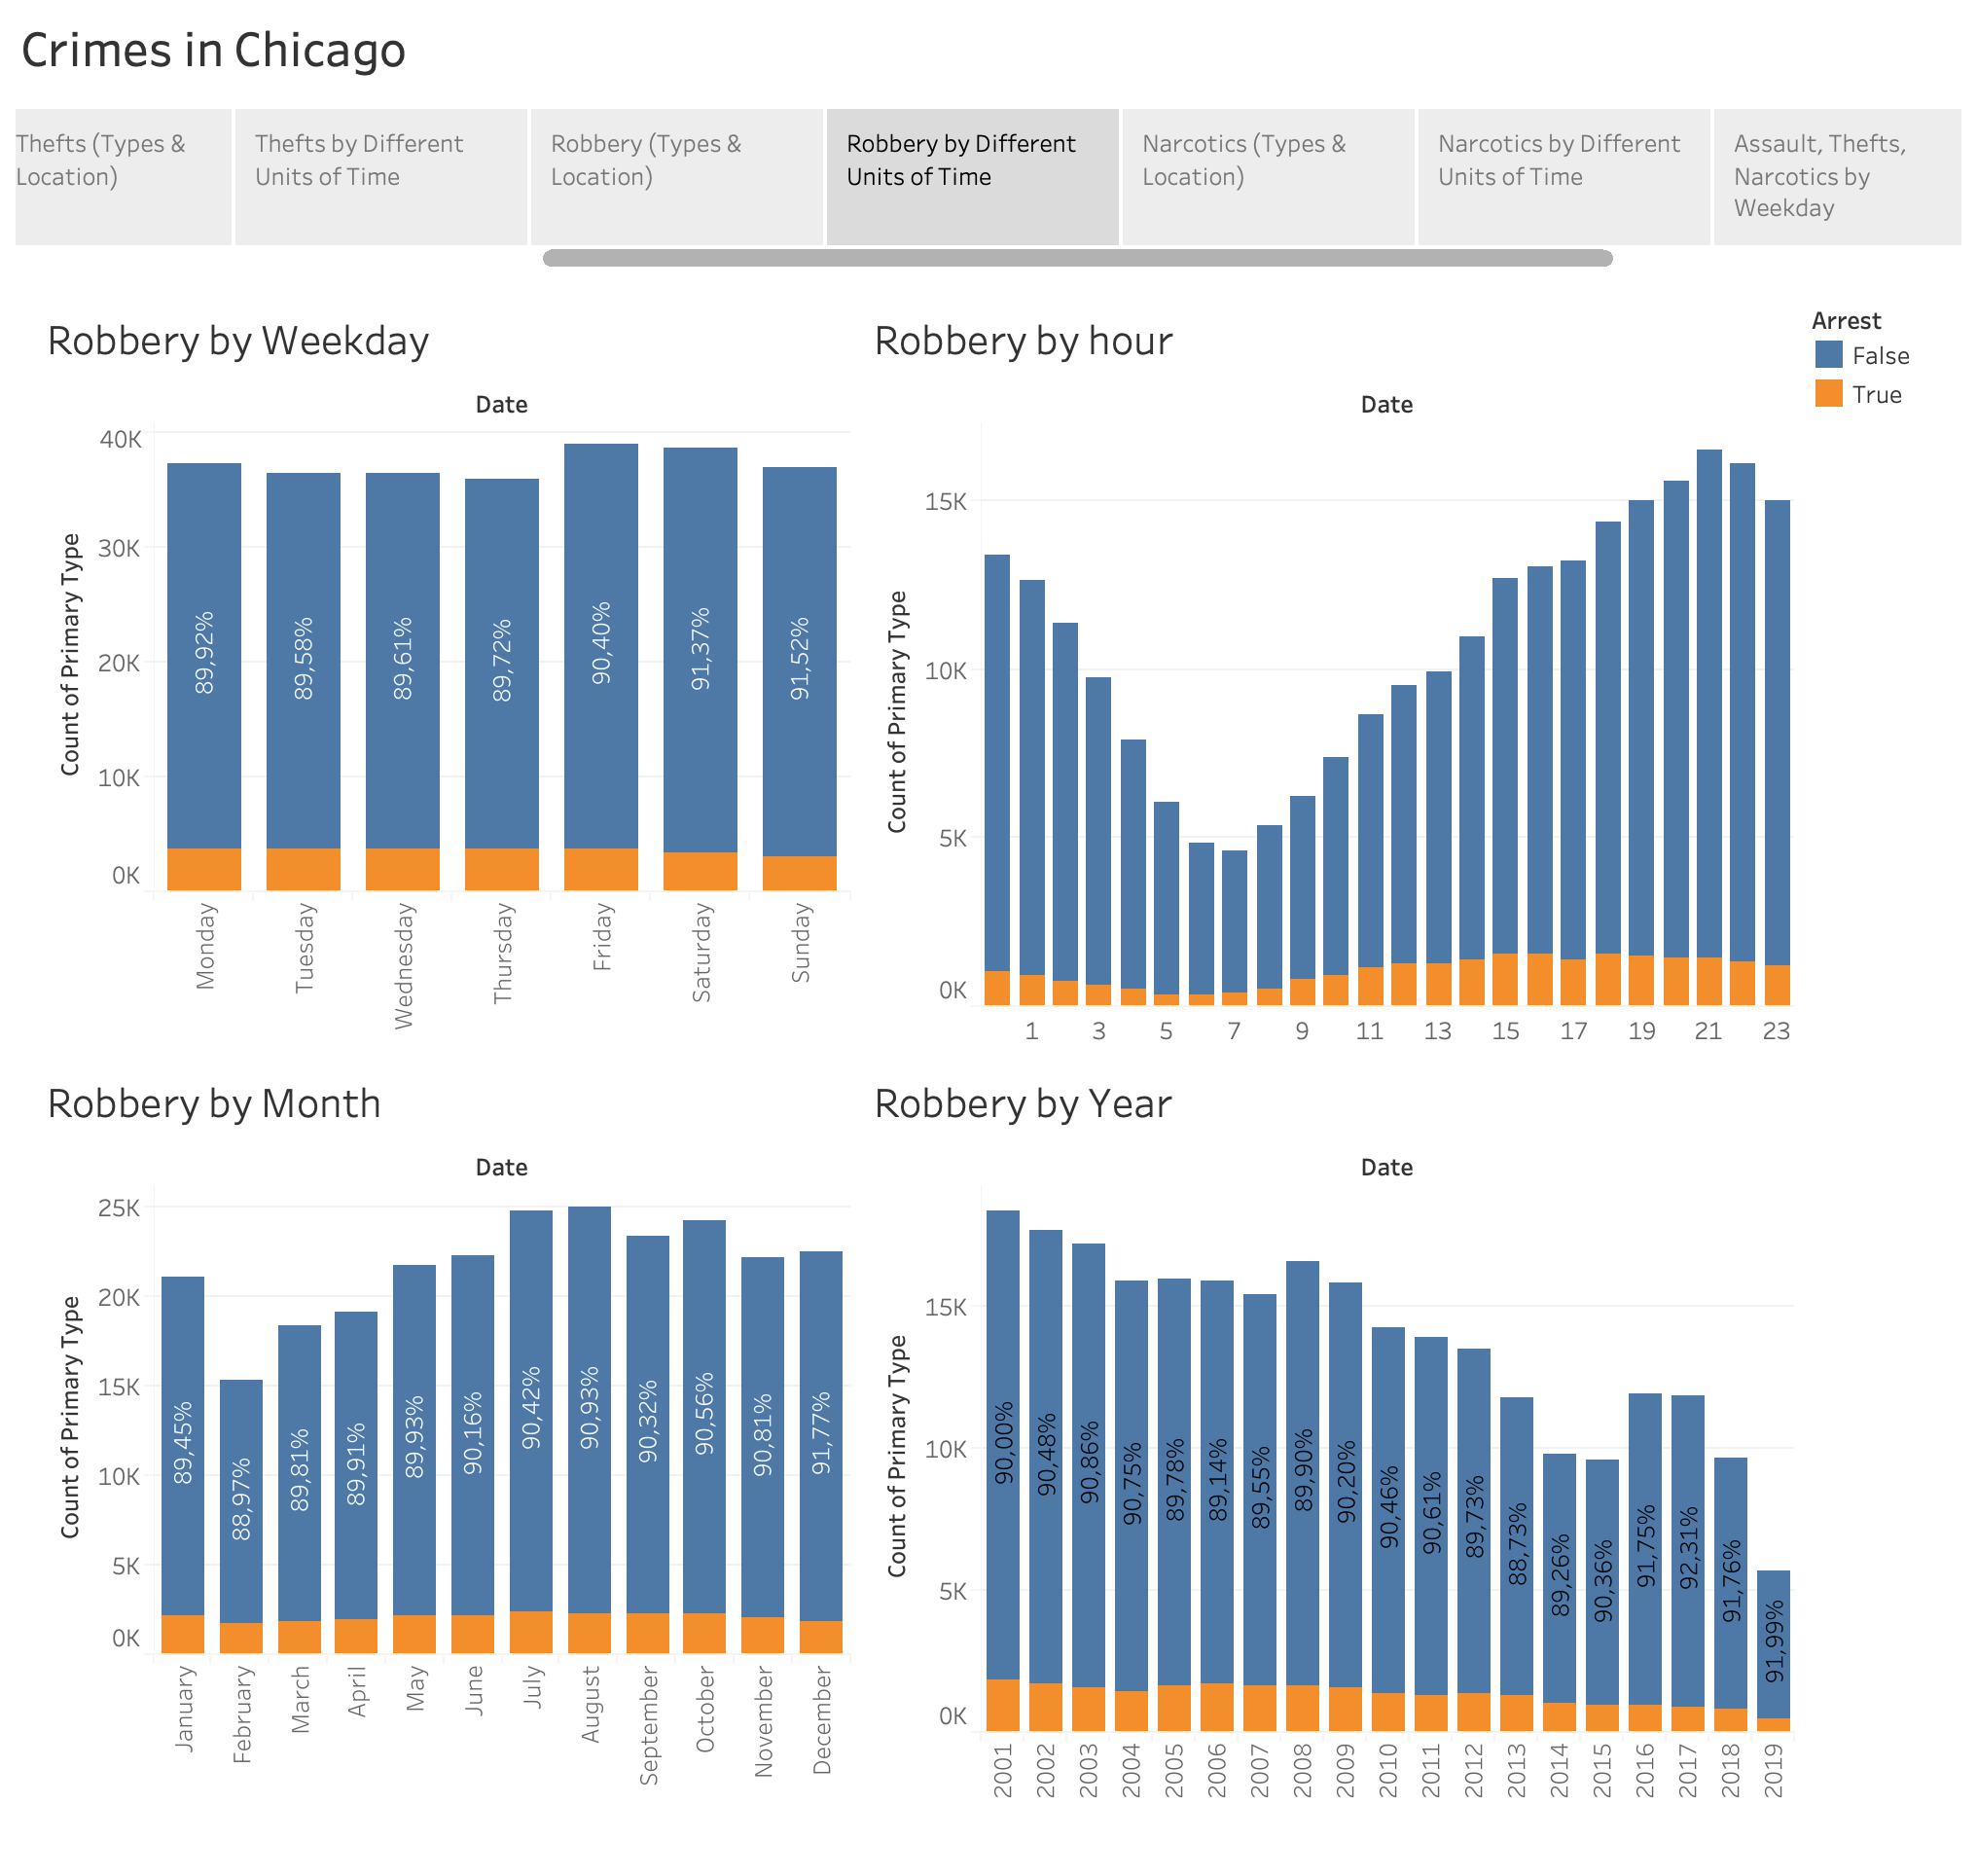 Crimes in Chicago
Thefts (Types &
Location)
Thefts by Different
Units of Time
Robbery (Types &
Location)
Robbery by Different
Units of Time
Narcotics (Types &
Location)
Narcotics by Different
Units of Time
Assault, Thefts,
Narcotics by
Weekday
Robbery by Weekday
Date
Count of Primary Type
40K
30K
20K
10K
0K
89,92%
89,58%
89,61%
89,72%
90,40%
91,37%
91,52%
Monday
Tuesday
Wednesday
Thursday
Friday
Saturday
Sunday
Robbery by hour
Date
Count of Primary Type
15K
10K
5K
0K
1
3
5
7
9
11
13
15
17
19
21
23
Arrest
False
True
Robbery by Month
Date
Count of Primary Type
25K
20K
15K
10K
5K
0K
89,45%
88,97%
89,81%
89,91%
89,93%
90,16%
90,42%
90,93%
90,32%
90,56%
90,81%
91,77%
January
February
March
April
May
June
July
August
September
October
November
December
Robbery by Year
Date
Count of Primary Type
15K
10K
5K
0K
90,00%
90,48%
90,86%
90,75%
89,78%
89,14%
89,55%
89,90%
90,20%
90,46%
90,61%
89,73%
88,73%
89,26%
90,36%
91,75%
92,31%
91,76%
91,99%
2001
2002
2003
2004
2005
2006
2007
2008
2009
2010
2011
2012
2013
2014
2015
2016
2017
2018
2019